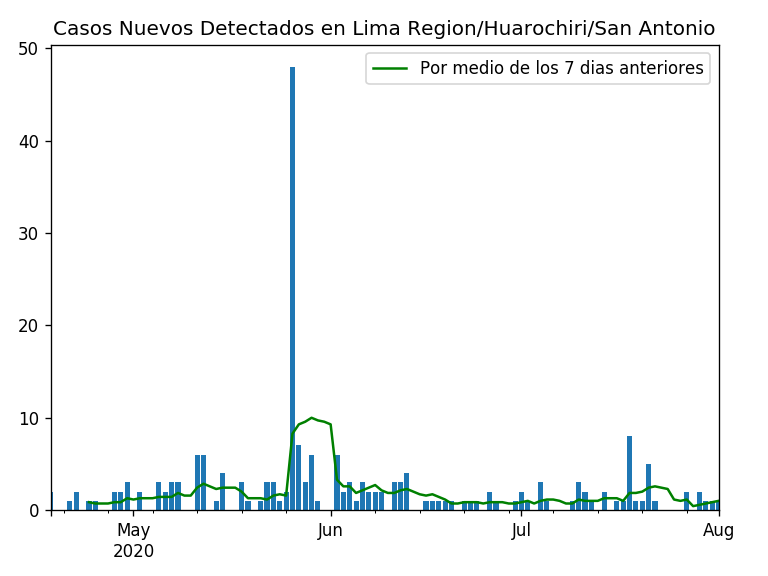 Casos Nuevos Detectados en Lima Region/Huarochiri/San Antonio
Por medio de los 7 dias anteriores
50
40
30
20
10
0
May
2020
Jun
Jul
Aug